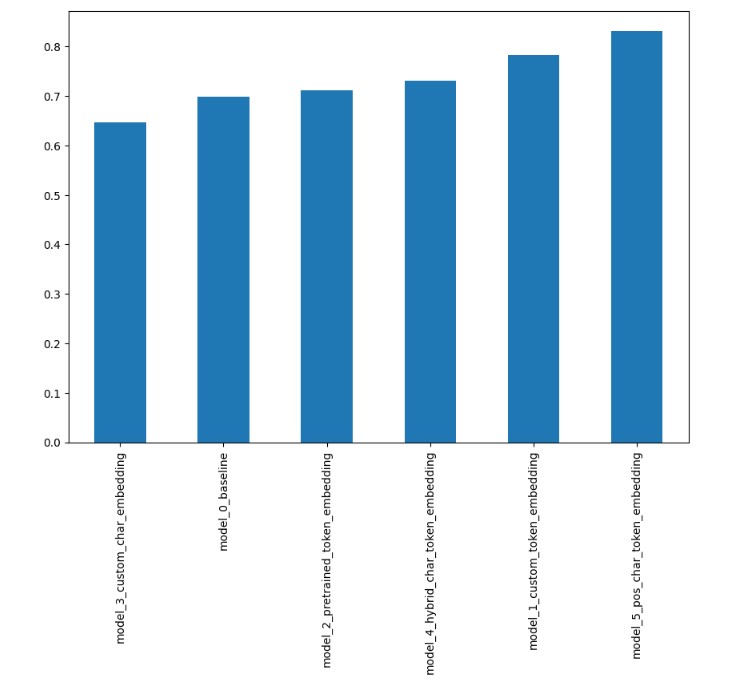 0.8
0.7
0.6
0.5
0.4
0.3
0.2
0.1
0.0
model_3_custom_char_embedding
model_0_baseline
model_2_pretrained_token_embedding
model_4_hybrid_char_token_embedding
model_1_custom_token_embedding
model_5_pos_char_token_embedding